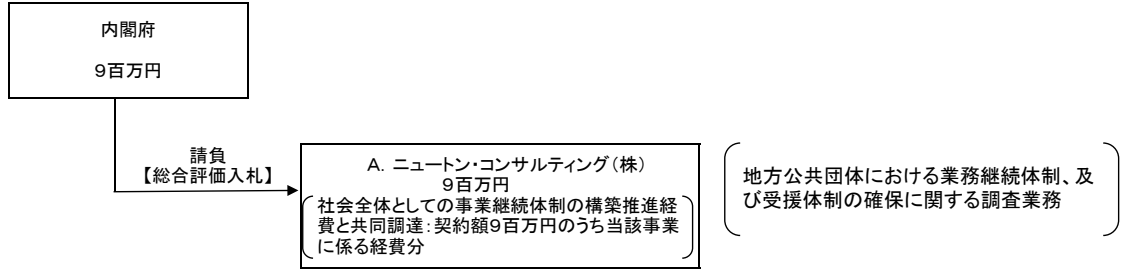 内閣府
9百万円
請負
【総合評価入札】
A. ニュートン・コンサルティング(株)
9百万円
社会全体としての事業継続体制の構築推進経
費と共同調達:契約額9百万円のうち当該事業
に係る経費分
地方公共団体における業務継続体制、及
び受援体制の確保に関する調査業務